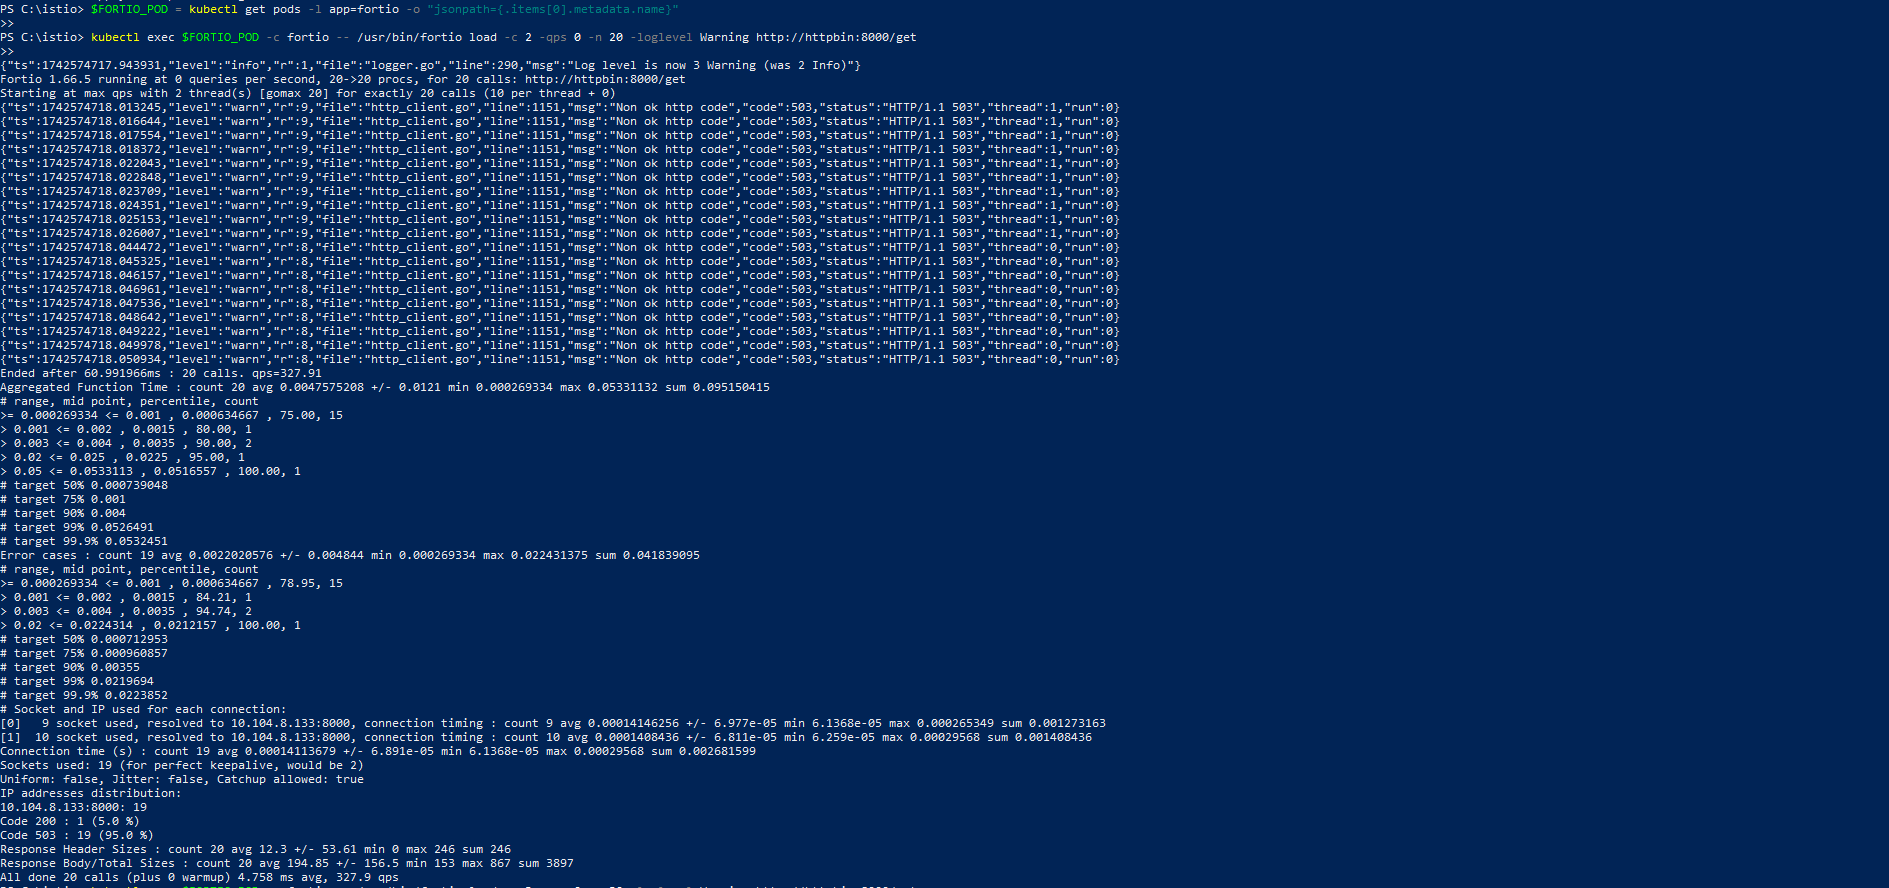 PS C:\istio> $FORTIO_POD = kubectl get pods -l app=fortio -o "jsonpath={.items[0].metadata.name}"
>>
PS C:\istio> kubectl exec $FORTIO_POD -c fortio -- /usr/bin/fortio load -c 2 -qps 0 -n 20 -loglevel Warning http://httpbin:8000/get
>>
{"ts":1742574717.943931,"level":"info","r":1,"file":"logger.go","line":290,"msg":"Log level is now 3 Warning (was 2 Info)"}
Fortio 1.66.5 running at 0 queries per second, 20->20 procs, for 20 calls: http://httpbin:8000/get
Starting at max qps with 2 thread(s) [gomax 20] for exactly 20 calls (10 per thread + 0)
{"ts":1742574718.013245,"level":"warn","r":9,"file":"http_client.go","line":1151,"msg":"Non ok http code","code":503,"status":"HTTP/1.1 503","thread":1,"run":0}
{"ts":1742574718.016644,"level":"warn","r":9,"file":"http_client.go","line":1151,"msg":"Non ok http code","code":503,"status":"HTTP/1.1 503","thread":1,"run":0}
{"ts":1742574718.017554,"level":"warn","r":9,"file":"http_client.go","line":1151,"msg":"Non ok http code","code":503,"status":"HTTP/1.1 503","thread":1,"run":0}
{"ts":1742574718.018372,"level":"warn","r":9,"file":"http_client.go","line":1151,"msg":"Non ok http code","code":503,"status":"HTTP/1.1 503","thread":1,"run":0}
{"ts":1742574718.022043,"level":"warn","r":9,"file":"http_client.go","line":1151,"msg":"Non ok http code","code":503,"status":"HTTP/1.1 503","thread":1,"run":0}
{"ts":1742574718.022848,"level":"warn","r":9,"file":"http_client.go","line":1151,"msg":"Non ok http code","code":503,"status":"HTTP/1.1 503","thread":1,"run":0}
{"ts":1742574718.023709,"level":"warn","r":9,"file":"http_client.go","line":1151,"msg":"Non ok http code","code":503,"status":"HTTP/1.1 503","thread":1,"run":0}
{"ts":1742574718.024351,"level":"warn","r":9,"file":"http_client.go","line":1151,"msg":"Non ok http code","code":503,"status":"HTTP/1.1 503","thread":1,"run":0}
{"ts":1742574718.025153,"level":"warn","r":9,"file":"http_client.go","line":1151,"msg":"Non ok http code","code":503,"status":"HTTP/1.1 503","thread":1,"run":0}
{"ts":1742574718.026007,"level":"warn","r":9,"file":"http_client.go","line":1151,"msg":"Non ok http code","code":503,"status":"HTTP/1.1 503","thread":1,"run":0}
{"ts":1742574718.044472,"level":"warn","r":8,"file":"http_client.go","line":1151,"msg":"Non ok http code","code":503,"status":"HTTP/1.1 503","thread":0,"run":0}
{"ts":1742574718.045325,"level":"warn","r":8,"file":"http_client.go","line":1151,"msg":"Non ok http code","code":503,"status":"HTTP/1.1 503","thread":0,"run":0}
{"ts":1742574718.046157,"level":"warn","r":8,"file":"http_client.go","line":1151,"msg":"Non ok http code","code":503,"status":"HTTP/1.1 503","thread":0,"run":0}
{"ts":1742574718.046961,"level":"warn","r":8,"file":"http_client.go","line":1151,"msg":"Non ok http code","code":503,"status":"HTTP/1.1 503","thread":0,"run":0}
{"ts":1742574718.047536,"level":"warn","r":8,"file":"http_client.go","line":1151,"msg":"Non ok http code","code":503,"status":"HTTP/1.1 503","thread":0,"run":0}
{"ts":1742574718.048642,"level":"warn","r":8,"file":"http_client.go","line":1151,"msg":"Non ok http code","code":503,"status":"HTTP/1.1 503","thread":0,"run":0}
{"ts":1742574718.049222,"level":"warn","r":8,"file":"http_client.go","line":1151,"msg":"Non ok http code","code":503,"status":"HTTP/1.1 503","thread":0,"run":0}
{"ts":1742574718.049978,"level":"warn","r":8,"file":"http_client.go","line":1151,"msg":"Non ok http code","code":503,"status":"HTTP/1.1 503","thread":0,"run":0}
{"ts":1742574718.050934,"level":"warn","r":8,"file":"http_client.go","line":1151,"msg":"Non ok http code","code":503,"status":"HTTP/1.1 503","thread":0,"run":0}
Ended after 60.991966ms : 20 calls. qps=327.91
Aggregated Function Time : count 20 avg 0.0047575208 +/- 0.0121 min 0.000269334 max 0.05331132 sum 0.095150415
# range, mid point, percentile, count
>= 0.000269334 <= 0.001 , 0.000634667 , 75.00, 15
> 0.001 <= 0.002 , 0.0015 , 80.00, 1
> 0.003 <= 0.004 , 0.0035 , 90.00, 2
> 0.02 <= 0.025 , 0.0225 , 95.00, 1
> 0.05 <= 0.0533113 , 0.0516557 , 100.00, 1
# target 50% 0.000739048
# target 75% 0.001
# target 90% 0.004
# target 99% 0.0526491
# target 99.9% 0.0532451
Error cases : count 19 avg 0.0022020576 +/- 0.004844 min 0.000269334 max 0.022431375 sum 0.041839095
# range, mid point, percentile, count
>= 0.000269334 <= 0.001 , 0.000634667 , 78.95, 15
> 0.001 <= 0.002 , 0.0015 , 84.21, 1
> 0.003 <= 0.004 , 0.0035 , 94.74, 2
> 0.02 <= 0.0224314 , 0.0212157 , 100.00, 1
# target 50% 0.000712953
# target 75% 0.000960857
# target 90% 0.00355
# target 99% 0.0219694
# target 99.9% 0.0223852
# Socket and IP used for each connection:
[0]   9 socket used, resolved to 10.104.8.133:8000, connection timing : count 9 avg 0.00014146256 +/- 6.977e-05 min 6.1368e-05 max 0.000265349 sum 0.001273163
[1]  10 socket used, resolved to 10.104.8.133:8000, connection timing : count 10 avg 0.0001408436 +/- 6.811e-05 min 6.259e-05 max 0.00029568 sum 0.001408436
Connection time (s) : count 19 avg 0.00014113679 +/- 6.891e-05 min 6.1368e-05 max 0.00029568 sum 0.002681599
Sockets used: 19 (for perfect keepalive, would be 2)
Uniform: false, Jitter: false, Catchup allowed: true
IP addresses distribution:
10.104.8.133:8000: 19
Code 200 : 1 (5.0 %)
Code 503 : 19 (95.0 %)
Response Header Sizes : count 20 avg 12.3 +/- 53.61 min 0 max 246 sum 246
Response Body/Total Sizes : count 20 avg 194.85 +/- 156.5 min 153 max 867 sum 3897
All done 20 calls (plus 0 warmup) 4.758 ms avg, 327.9 qps